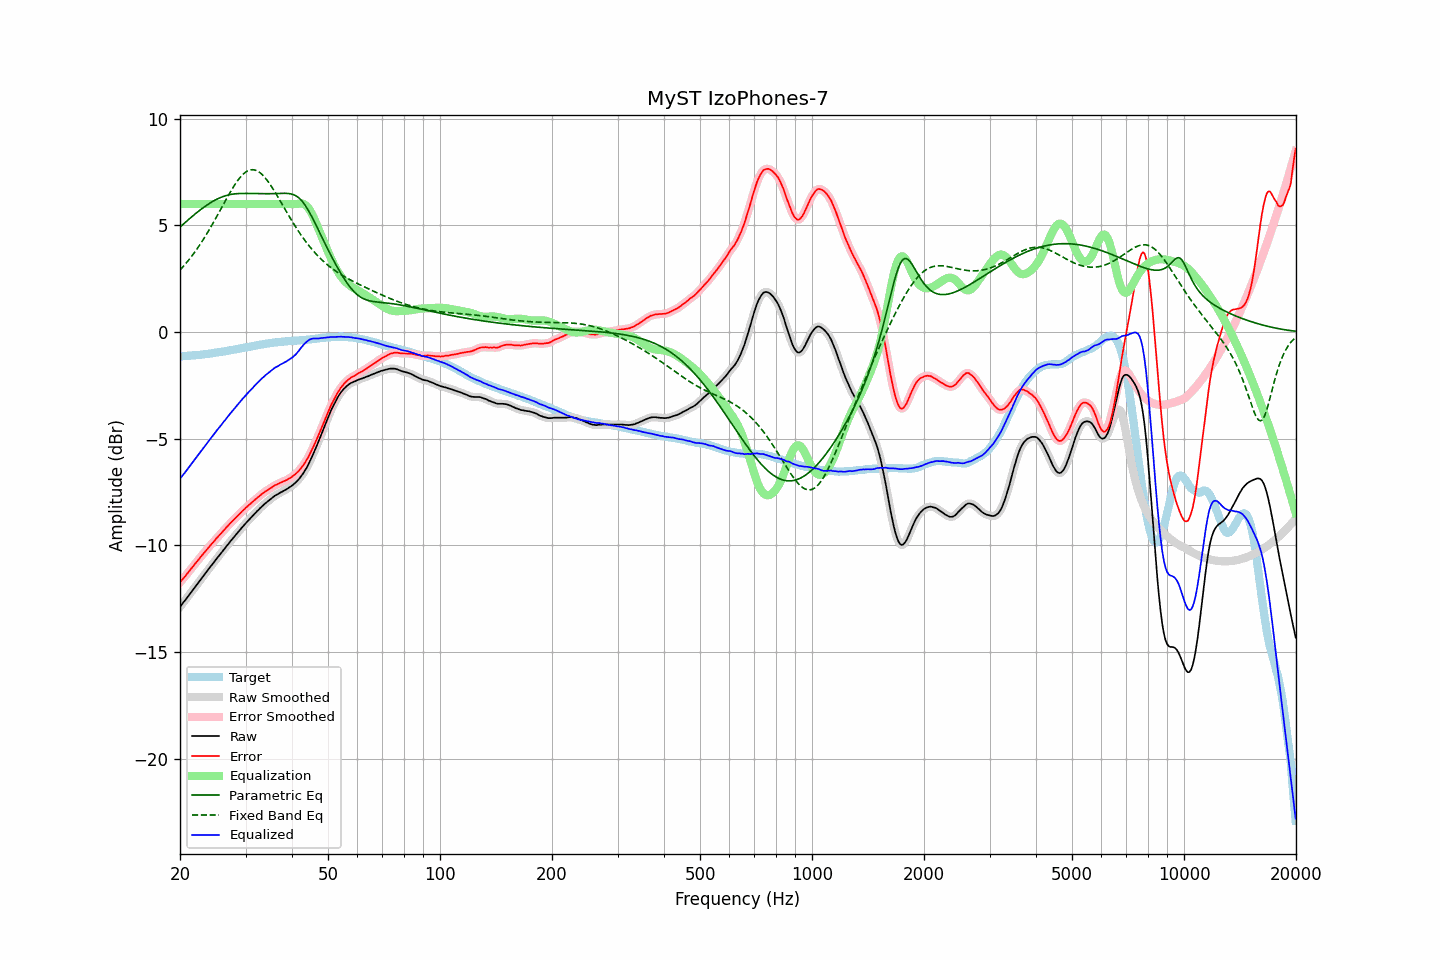 MyST IzoPhones-7
10
5
0
−5
−10
−15
−20
Amplitude (dBr)
Target
Raw Smoothed
Error Smoothed
Raw
Error
Equalization
Parametric Eq
Fixed Band Eq
Equalized
20 50 100 200 500 1000 2000 5000 10000 20000
Frequency (Hz)